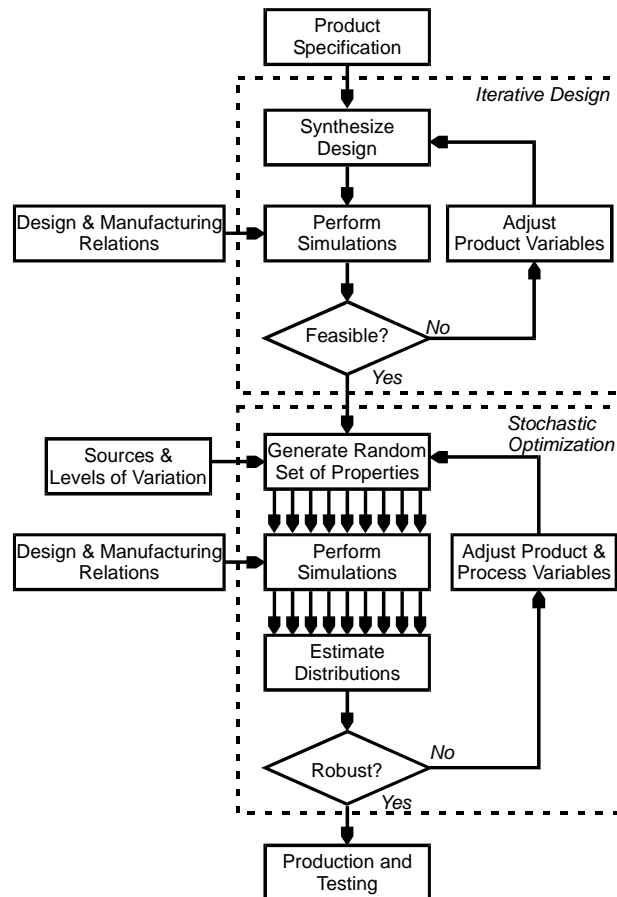 Product
Specification
Iterative Design
Synthesize
Design
Design & Manufacturing
Relations
Perform
Simulations
Adjust
Product Variables
Feasible?
No
Yes
Stochastic
Optimization
Sources &
Levels of Variation
Generate Random
Set of Properties
Design & Manufacturing
Relations
Perform
Simulations
Adjust Product &
Process Variables
Estimate
Distributions
Robust?
No
Yes
Production and
Testing